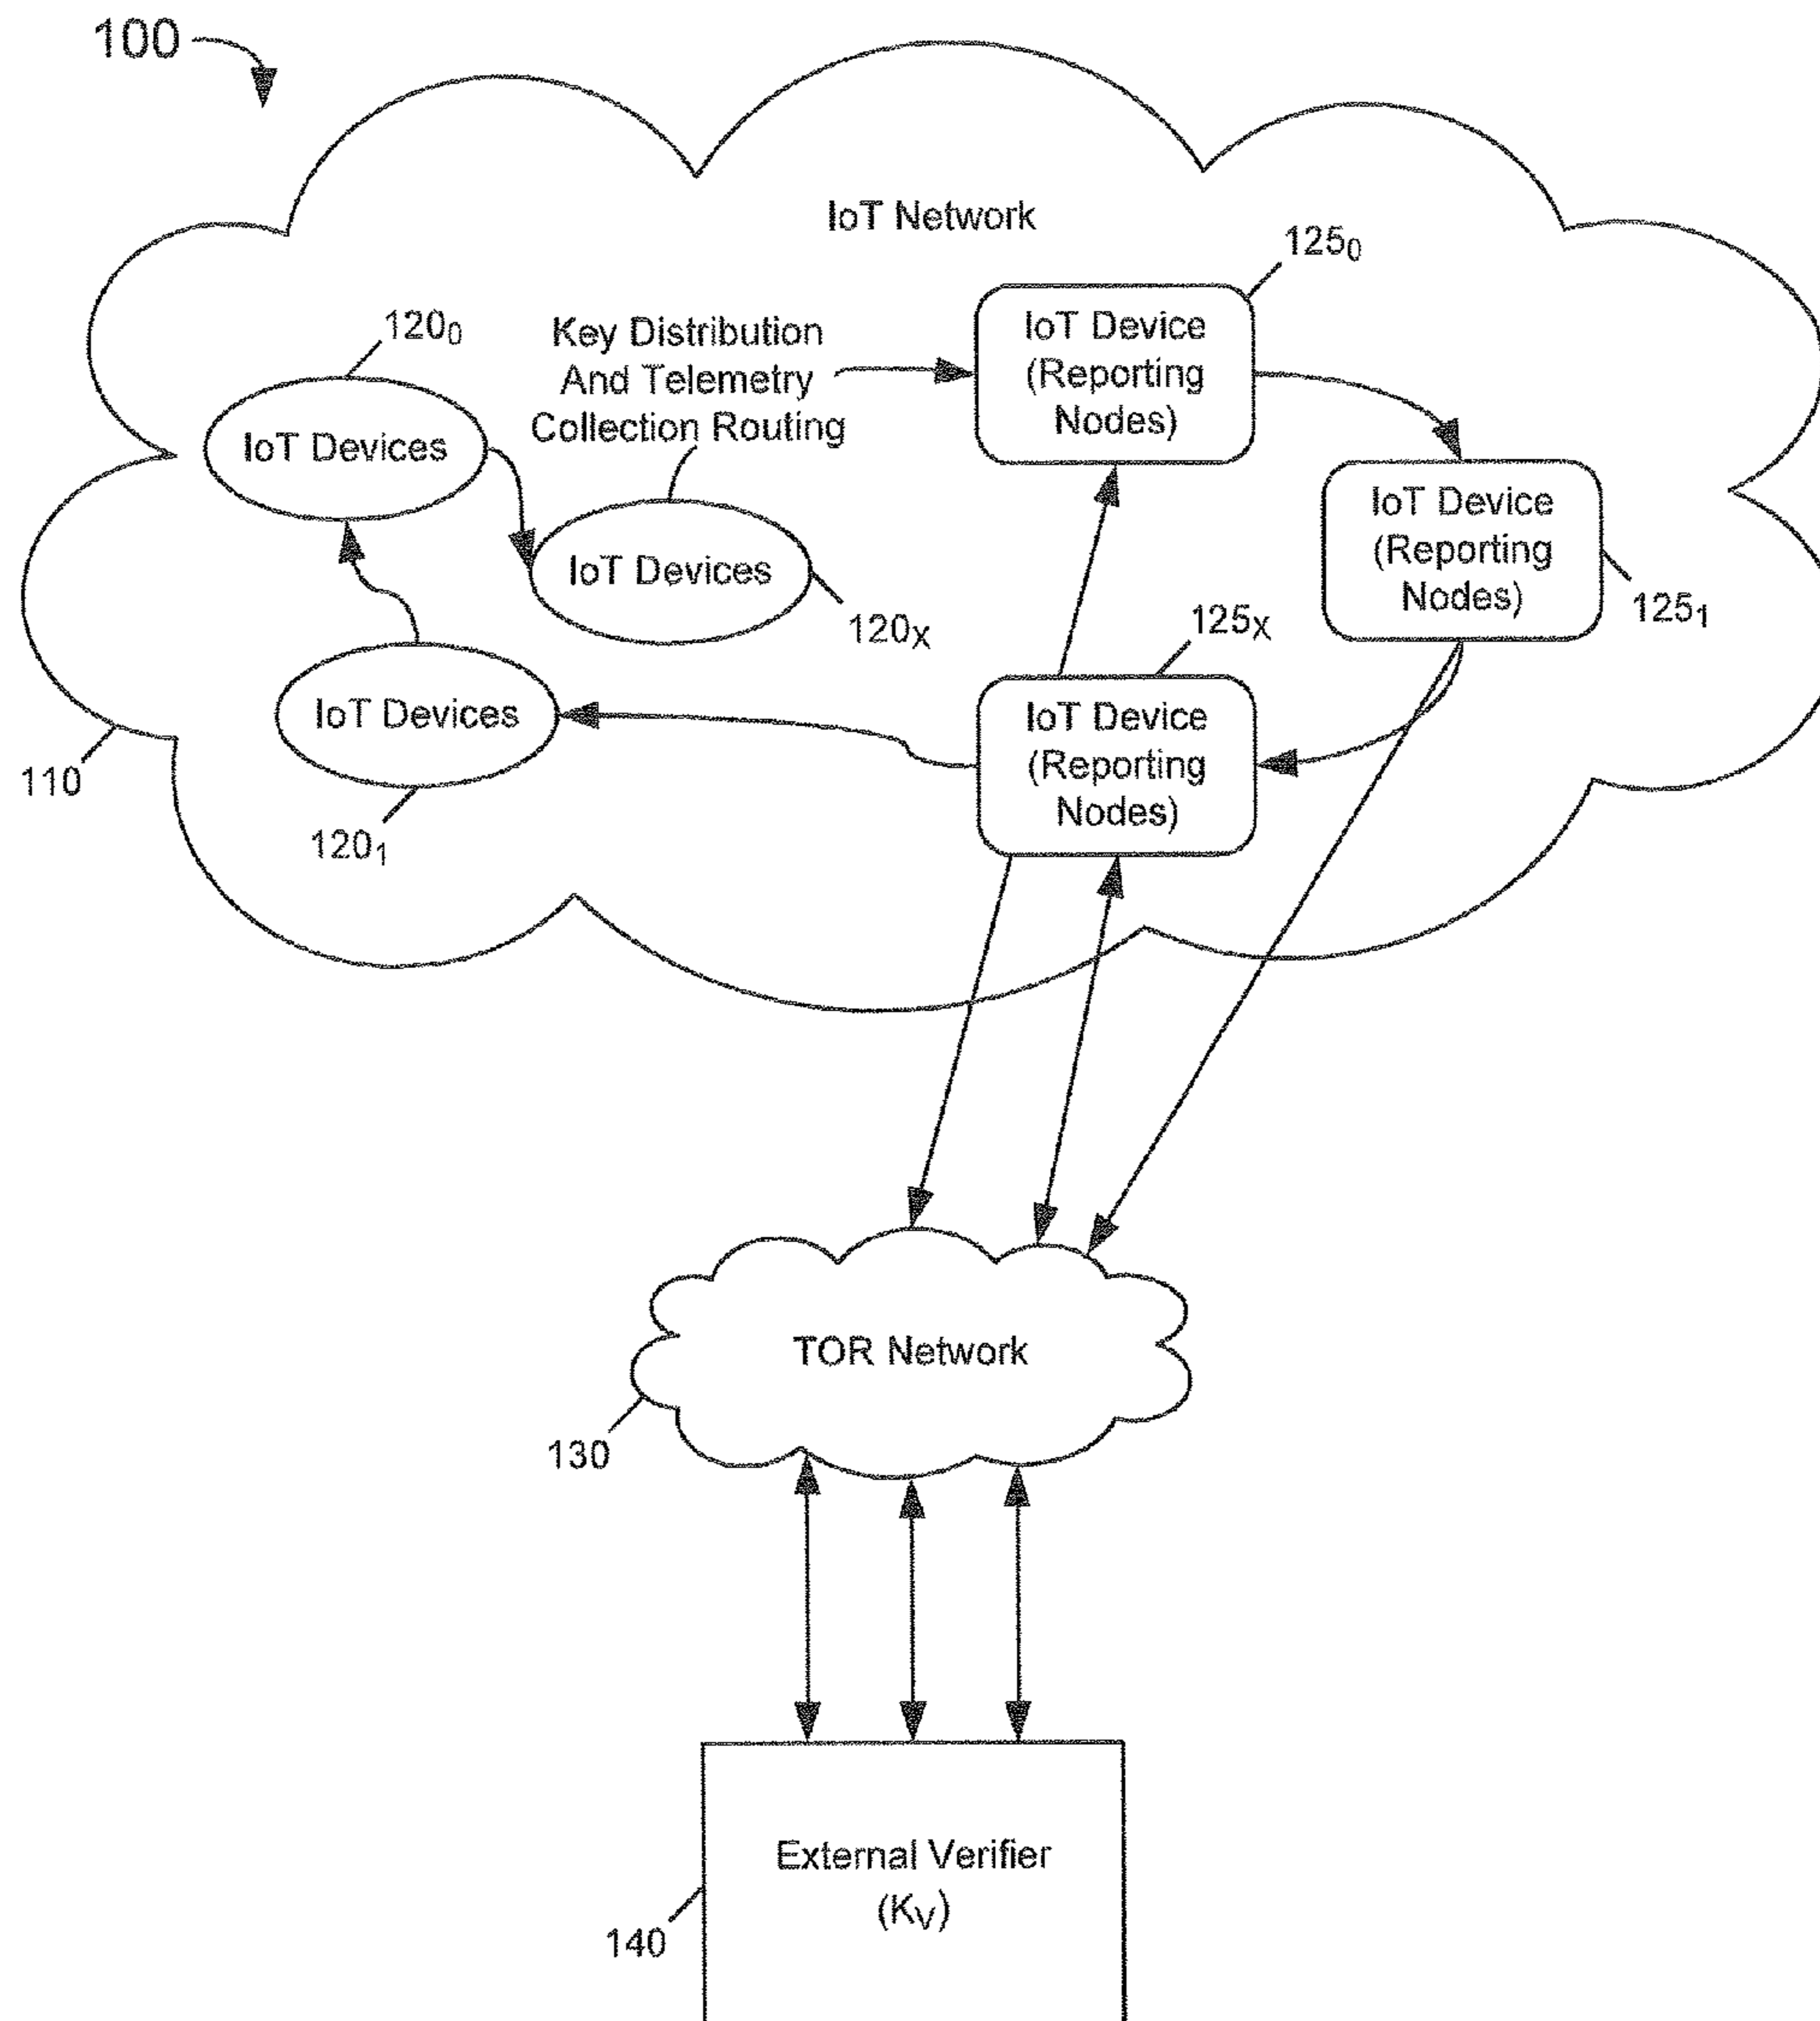 100
IoT Network
125₀
IoT Device
(Reporting
Nodes)
120₀
Key Distribution
And Telemetry
Collection Routing
IoT Devices
IoT Device
(Reporting
Nodes)
125₁
IoT Devices
120ₓ
125ₓ
IoT Devices
120₁
IoT Device
(Reporting
Nodes)
110
TOR Network
130
External Verifier
(Kᵥ)
140